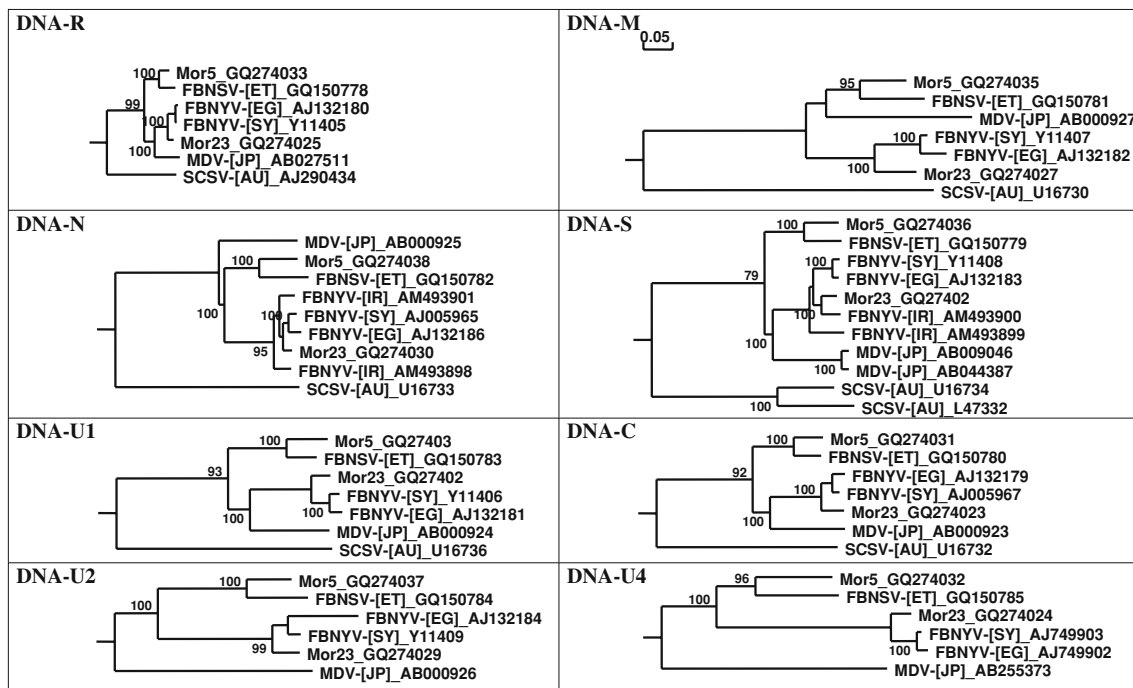 DNA-R
100
Mor5_GQ274033
FBNSV-[ET]_GQ150778
99
FBNYV-[EG]_AJ132180
100
FBNYV-[SY]_Y11405
Mor23_GQ274025
100
MDV-[JP]_AB027511
SCSV-[AU]_AJ290434
DNA-M
0.05
95
Mor5_GQ274035
FBNSV-[ET]_GQ150781
MDV-[JP]_AB000927
100
FBNYV-[SY]_Y11407
FBNYV-[EG]_AJ132182
100
Mor23_GQ274027
SCSV-[AU]_U16730
DNA-N
MDV-[JP]_AB000925
100
Mor5_GQ274038
FBNSV-[ET]_GQ150782
FBNYV-[IR]_AM493901
100
100
FBNYV-[SY]_AJ005965
FBNYV-[EG]_AJ132186
95
Mor23_GQ274030
FBNYV-[IR]_AM493898
SCSV-[AU]_U16733
DNA-S
100
Mor5_GQ274036
FBNSV-[ET]_GQ150779
100
FBNYV-[SY]_Y11408
79
FBNYV-[EG]_AJ132183
Mor23_GQ27402
100
FBNYV-[IR]_AM493900
FBNYV-[IR]_AM493899
100
MDV-[JP]_AB009046
100
MDV-[JP]_AB044387
SCSV-[AU]_U16734
100
SCSV-[AU]_L47332
DNA-U1
100
Mor5_GQ27403
FBNSV-[ET]_GQ150783
93
Mor23_GQ27402
FBNYV-[SY]_Y11406
100
100
FBNYV-[EG]_AJ132181
MDV-[JP]_AB000924
SCSV-[AU]_U16736
DNA-C
100
Mor5_GQ274031
FBNSV-[ET]_GQ150780
92
FBNYV-[EG]_AJ132179
100
FBNYV-[SY]_AJ005967
Mor23_GQ274023
100
MDV-[JP]_AB000923
SCSV-[AU]_U16732
DNA-U2
100
Mor5_GQ274037
FBNSV-[ET]_GQ150784
100
FBNYV-[EG]_AJ132184
FBNYV-[SY]_Y11409
99
Mor23_GQ274029
MDV-[JP]_AB000926
DNA-U4
96
Mor5_GQ274032
FBNSV-[ET]_GQ150785
100
Mor23_GQ274024
FBNYV-[SY]_AJ749903
100
FBNYV-[EG]_AJ749902
MDV-[JP]_AB255373